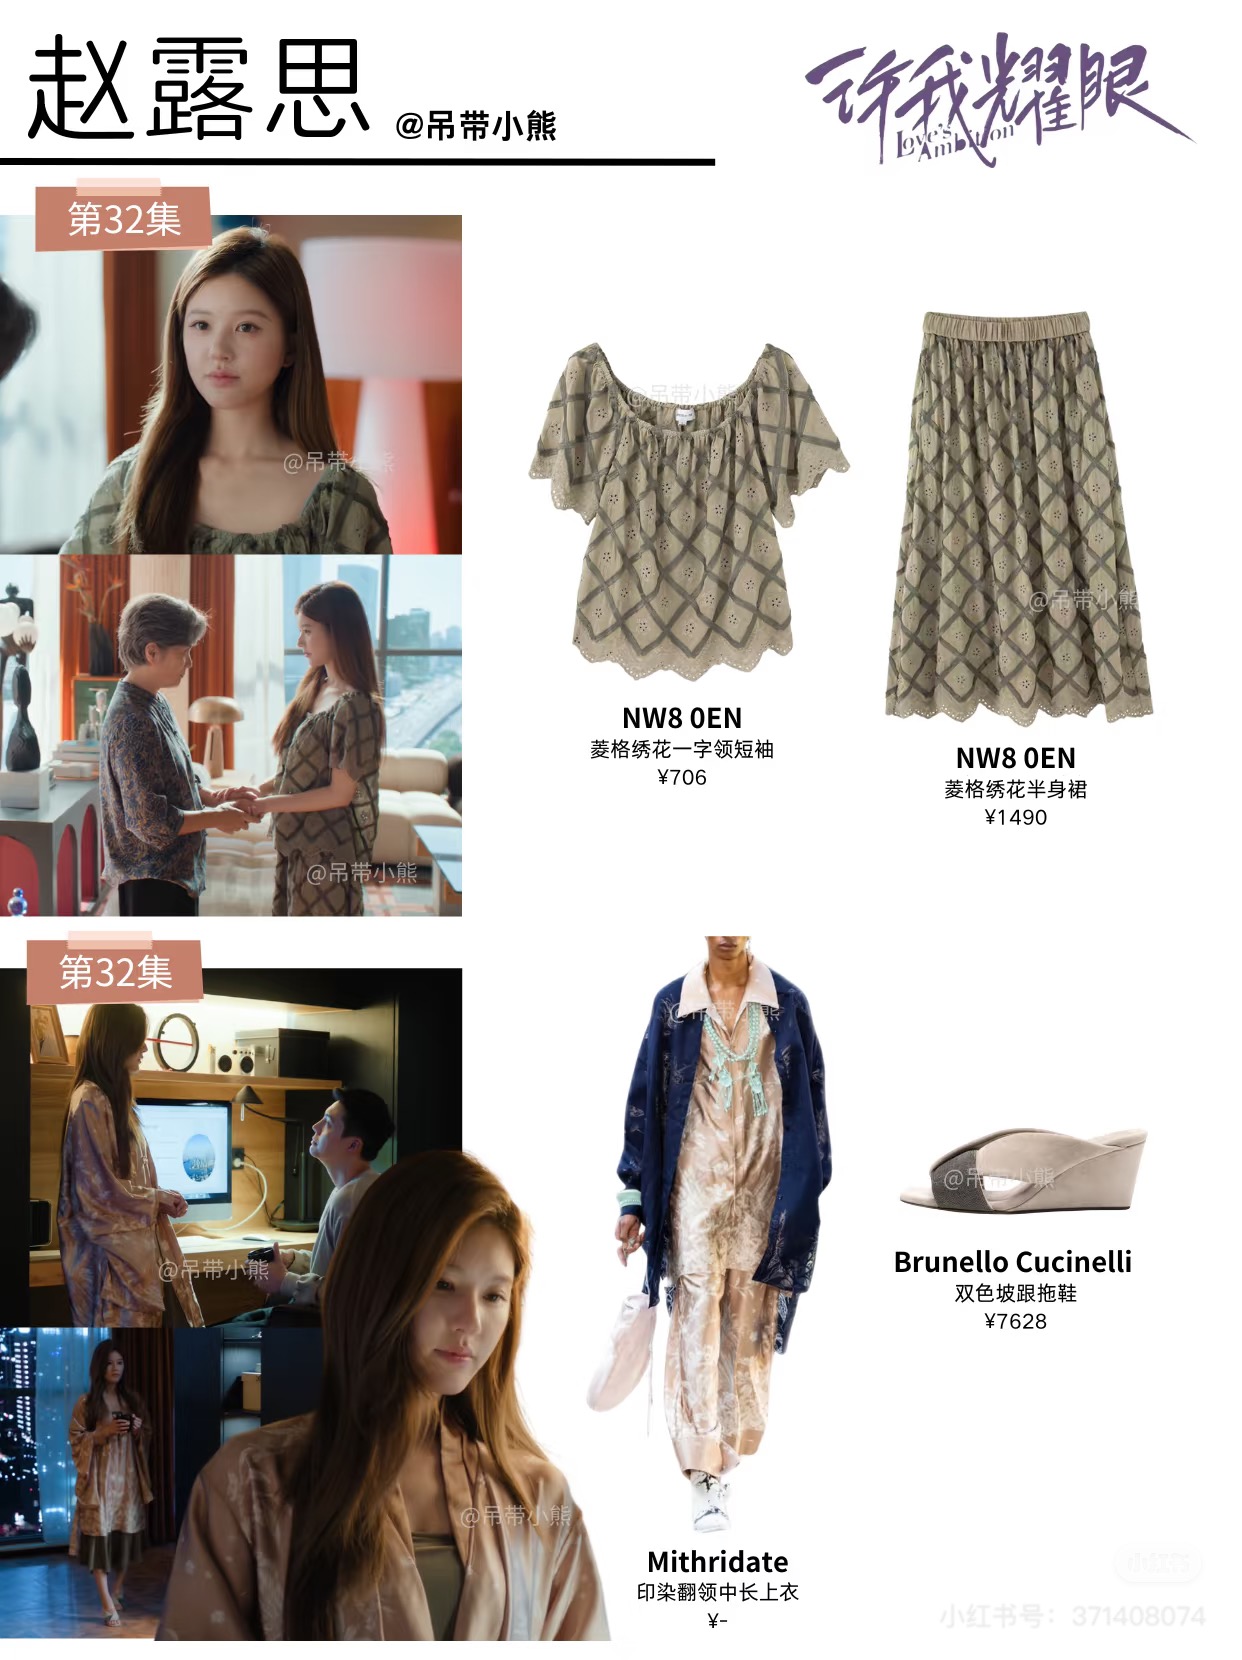 赵露思 @吊带小熊
许我耀眼
Love's
Ambition
第32集
@吊带小熊
@吊带小熊
@吊带小熊
@吊带小熊
NW8 0EN
菱格绣花一字领短袖
¥706
NW8 0EN
菱格绣花半身裙
¥1490
第32集
@吊带小熊
@吊带小熊
@吊带小熊
@吊带小熊
Brunello Cucinelli
双色坡跟拖鞋
¥7628
Mithridate
印染翻领中长上衣
¥-
小红书
小红书号：371408074